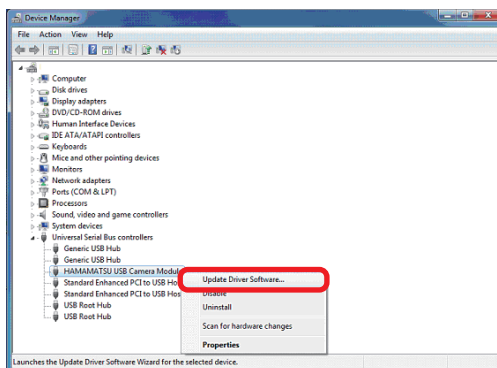 Device Manager
File Action View Help
Computer
Disk drives
Display adapters
DVD/CD-ROM drives
Human Interface Devices
IDE ATA/ATAPI controllers
Keyboards
Mice and other pointing devices
Monitors
Network adapters
Ports (COM & LPT)
Processors
Sound, video and game controllers
System devices
Universal Serial Bus controllers
Generic USB Hub
Generic USB Hub
HAMAMATSU USB Camera Modul
Update Driver Software...
Standard Enhanced PCI to USB Hos
Disable
Standard Enhanced PCI to USB Hos
Uninstall
USB Root Hub
USB Root Hub
Scan for hardware changes
Properties
Launches the Update Driver Software Wizard for the selected device.